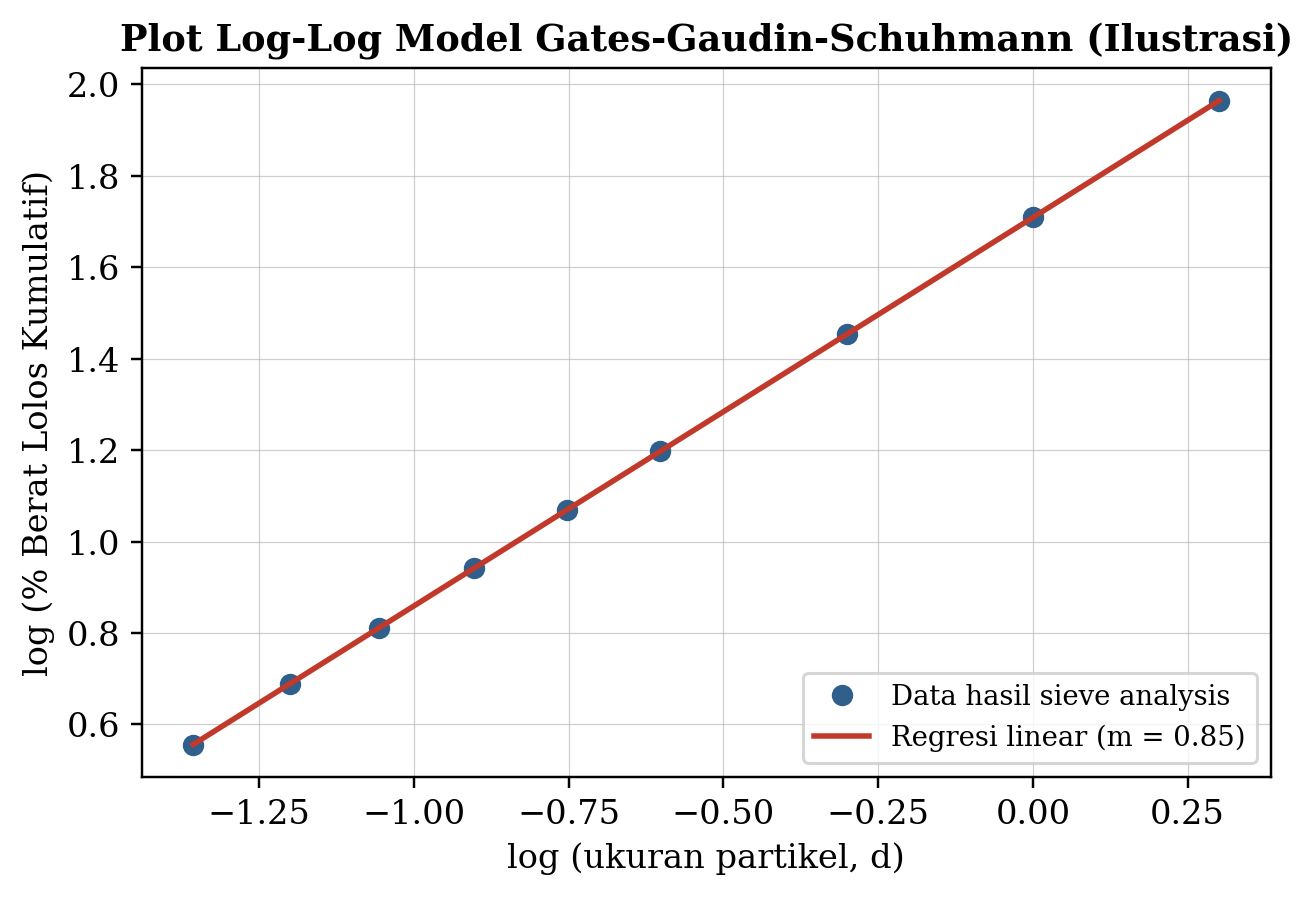 Plot Log-Log Model Gates-Gaudin-Schuhmann (Ilustrasi)
log (% Berat Lolos Kumulatif)
2.0
1.8
1.6
1.4
1.2
1.0
0.8
0.6
Data hasil sieve analysis
Regresi linear (m = 0.85)
−1.25 −1.00 −0.75 −0.50 −0.25 0.00 0.25
log (ukuran partikel, d)